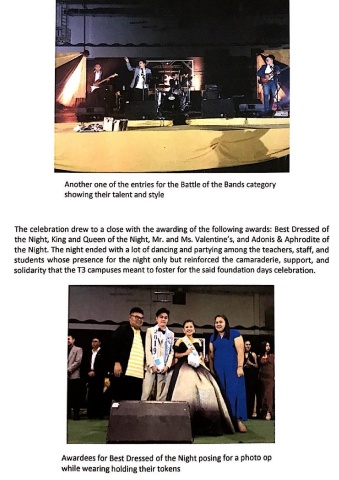 Another one of the entries for the Battle of the Bands category
showing their talent and style
The celebration drew to a close with the awarding of the following awards: Best Dressed of
the Night, King and Queen of the Night, Mr. and Ms. Valentine's, and Adonis & Aphrodite of
the Night. The night ended with a lot of dancing and partying among the teachers, staff, and
students whose presence for the night only but reinforced the camaraderie, support, and
solidarity that the T3 campuses meant to foster for the said foundation days celebration.
Awardees for Best Dressed of the Night posing for a photo op
while wearing holding their tokens